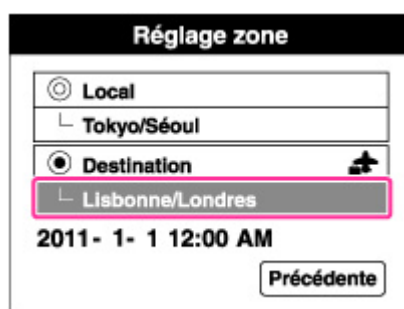 Réglage zone
Local
Tokyo/Séoul
Destination
Lisbonne/Londres
2011- 1- 1 12:00 AM
Précédente